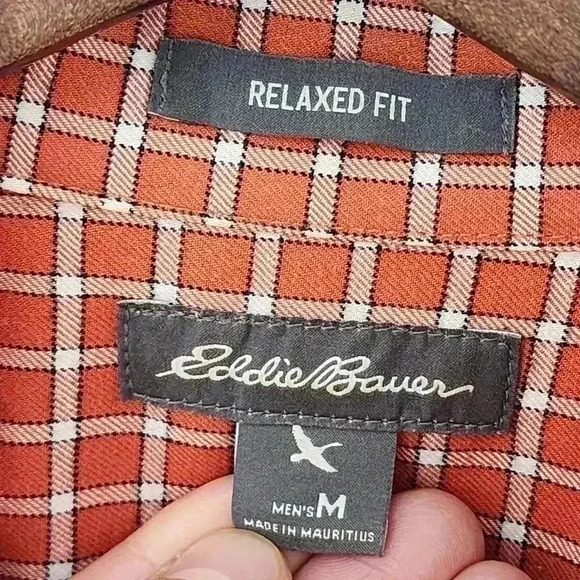 RELAXED FIT
Eddie Bauer
MEN'S M
MADE IN MAURITIUS